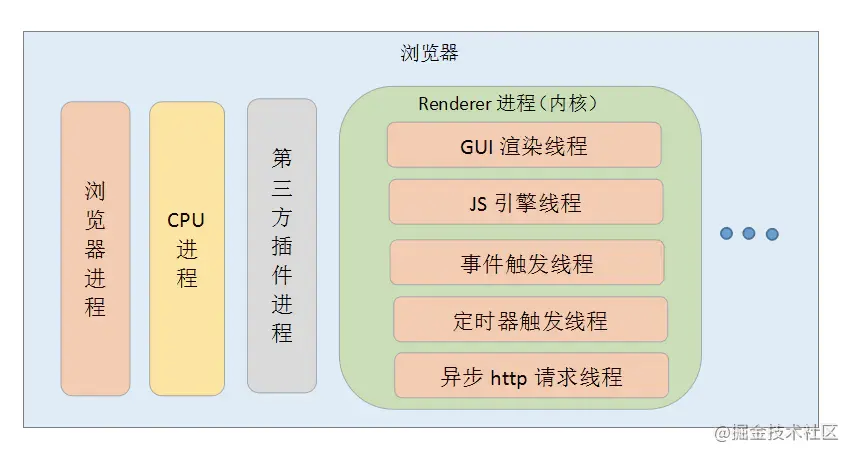 浏览器
浏览器进程
CPU
进程
第三方插件进程
Renderer 进程（内核）
GUI 渲染线程
JS 引擎线程
事件触发线程
定时器触发线程
异步 http 请求线程
@掘金技术社区